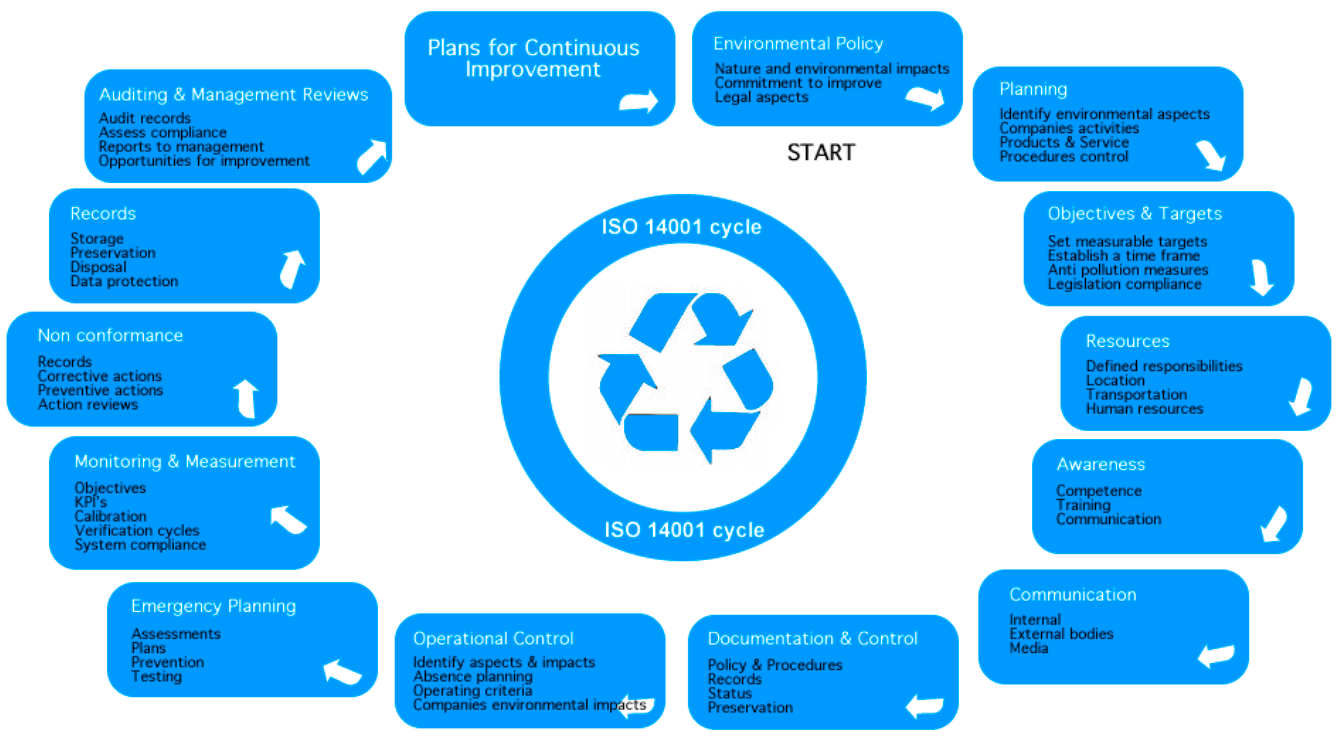 Environmental Policy
Nature and environmental impacts
Commitment to improve
Legal aspects
START
Planning
Identify environmental aspects
Companies activities
Products & Service
Procedures control
Objectives & Targets
Set measurable targets
Establish a time frame
Anti pollution measures
Legislation compliance
Resources
Defined responsibilities
Location
Transportation
Human resources
Awareness
Competence
Training
Communication
Communication
Internal
External bodies
Media
Documentation & Control
Policy & Procedures
Records
Status
Preservation
Operational Control
Identify aspects & impacts
Absence planning
Operating criteria
Companies environmental impacts
Emergency Planning
Assessments
Plans
Prevention
Testing
Monitoring & Measurement
Objectives
KPI's
Calibration
Verification cycles
System compliance
Non conformance
Records
Corrective actions
Preventive actions
Action reviews
Records
Storage
Preservation
Disposal
Data protection
Auditing & Management Reviews
Audit records
Assess compliance
Reports to management
Opportunities for improvement
Plans for Continuous
Improvement
ISO 14001 cycle
ISO 14001 cycle